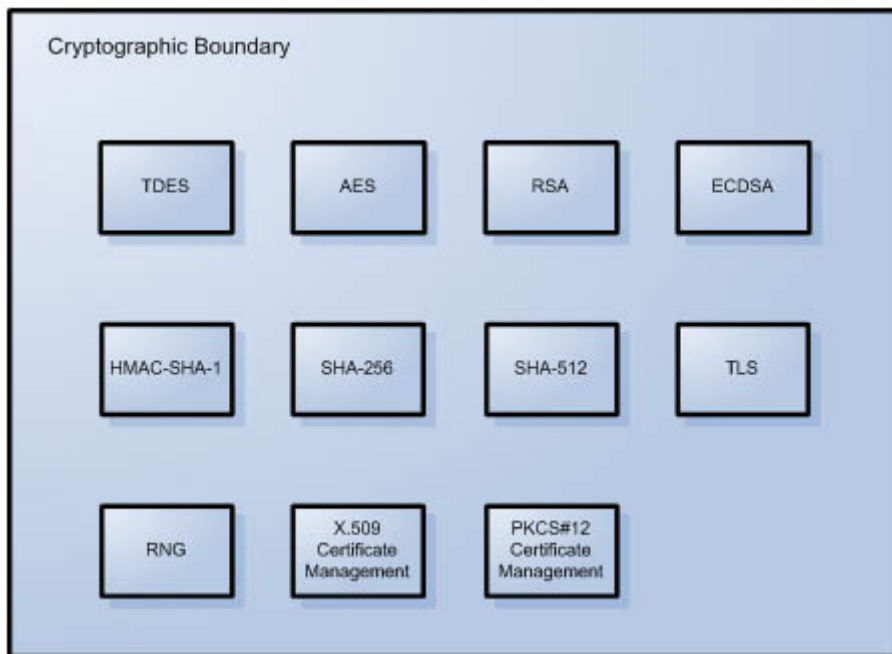 Cryptographic Boundary
TDES
AES
RSA
ECDSA
HMAC-SHA-1
SHA-256
SHA-512
TLS
RNG
X.509
Certificate
Management
PKCS#12
Certificate
Management